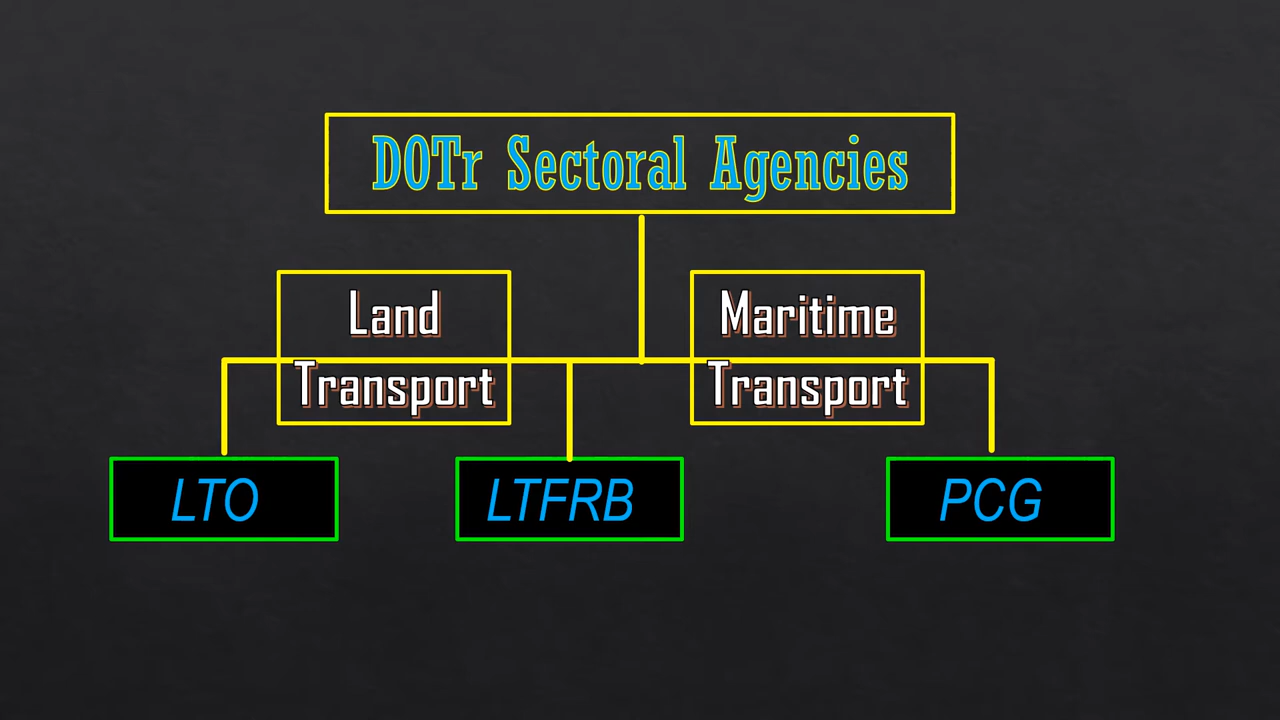 DOTr Sectoral Agencies
Land
Transport
Maritime
Transport
LTO
LTFRB
PCG